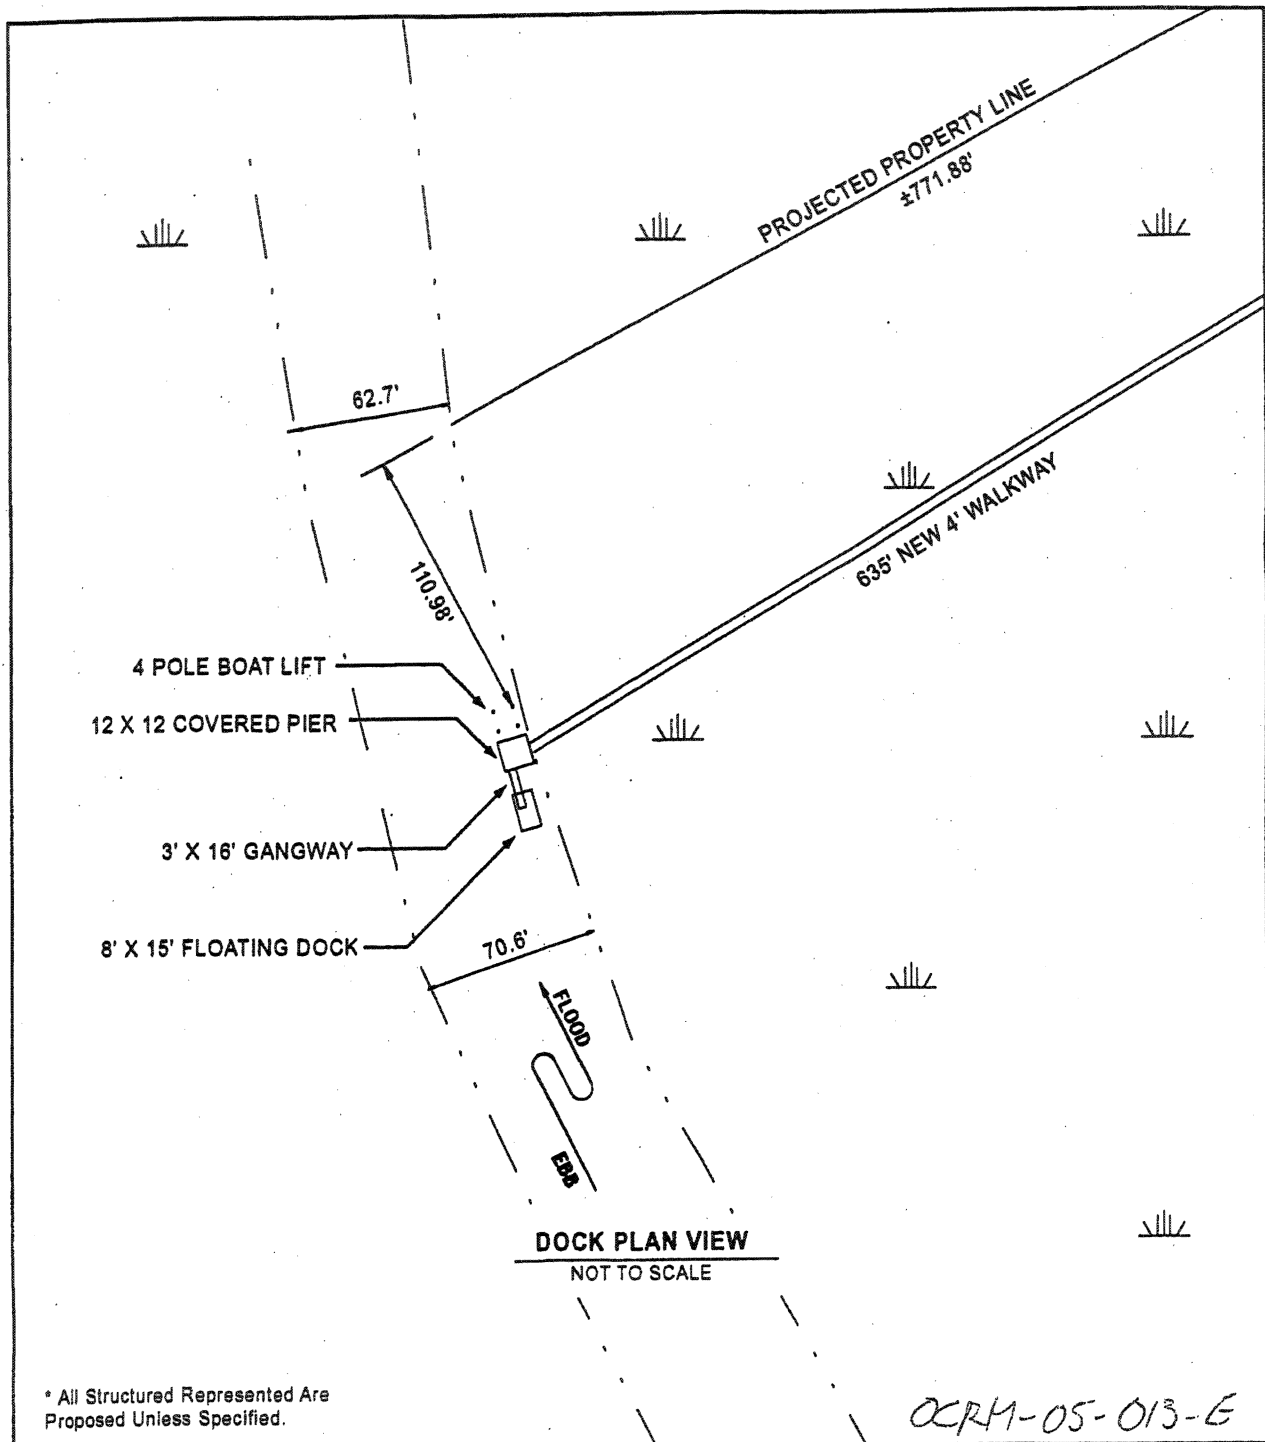 PROJECTED PROPERTY LINE
±771.88'
62.7'
635' NEW 4' WALKWAY
110.98'
4 POLE BOAT LIFT
12 X 12 COVERED PIER
3' X 16' GANGWAY
8' X 15' FLOATING DOCK
70.6'
FLOOD
EBB
DOCK PLAN VIEW
NOT TO SCALE
* All Structured Represented Are
Proposed Unless Specified.
OCRM-05-013-E